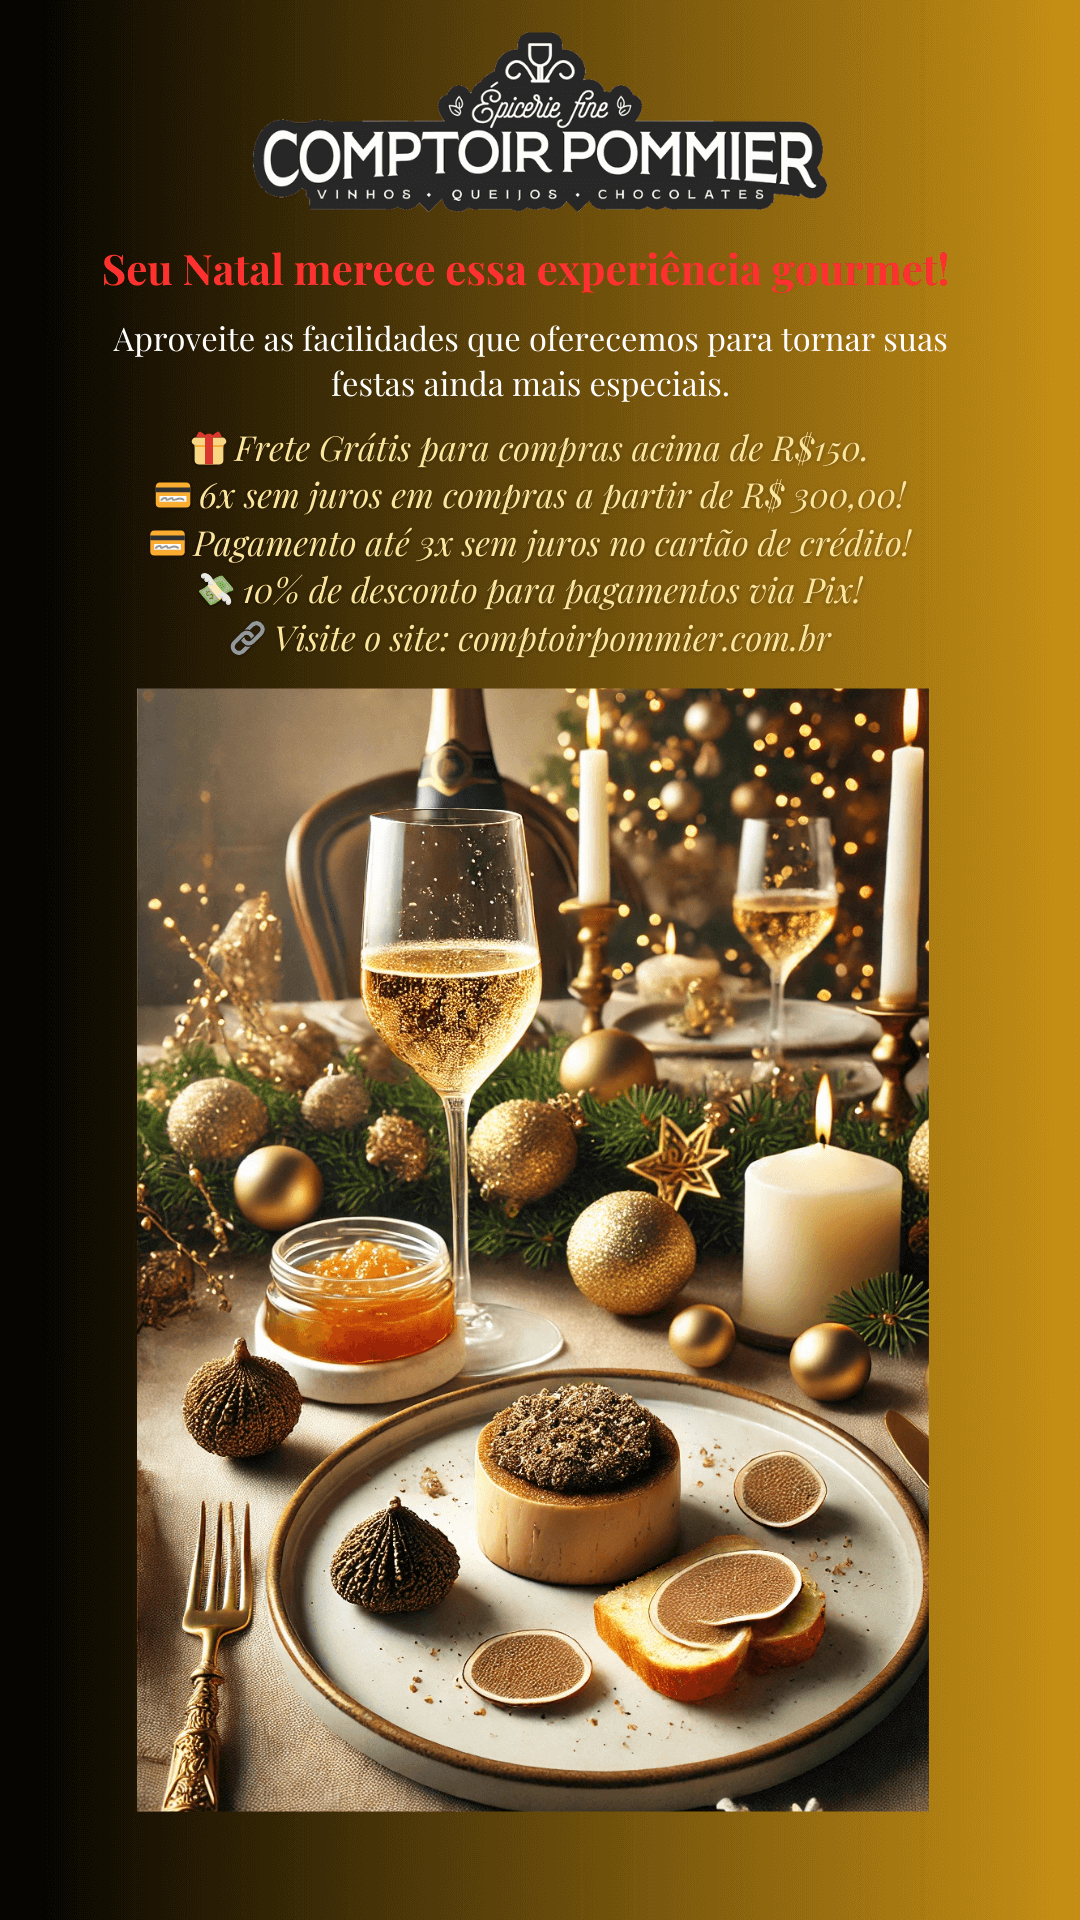 Épicerie fine
COMPTOIR POMMIER
VINHOS • QUEIJOS • CHOCOLATES
Seu Natal merece essa experiência gourmet!
Aproveite as facilidades que oferecemos para tornar suas
festas ainda mais especiais.
🎁 Frete Grátis para compras acima de R$150.
💳 6x sem juros em compras a partir de R$ 300,00!
💳 Pagamento até 3x sem juros no cartão de crédito!
💸 10% de desconto para pagamentos via Pix!
🔗 Visite o site: comptoirpommier.com.br